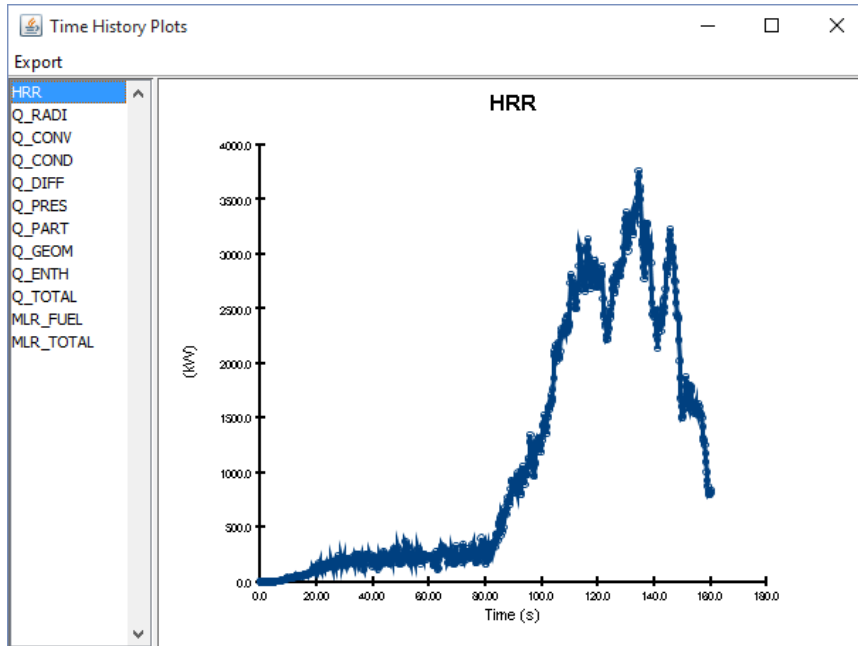 Time History Plots
Export
HRR
Q_RADI
Q_CONV
Q_COND
Q_DIFF
Q_PRES
Q_PART
Q_GEOM
Q_ENTH
Q_TOTAL
MLR_FUEL
MLR_TOTAL
HRR
4000.0
3500.0
3000.0
2500.0
2000.0
1500.0
1000.0
500.0
0.0
(kW)
0.0 20.00 40.00 60.00 80.00 100.0 120.0 140.0 160.0 180.0
Time (s)